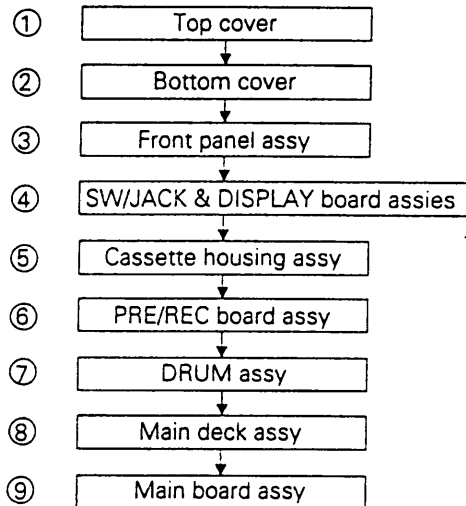 ① Top cover
② Bottom cover
③ Front panel assy
④ SW/JACK & DISPLAY board assies
⑤ Cassette housing assy
⑥ PRE/REC board assy
⑦ DRUM assy
⑧ Main deck assy
⑨ Main board assy